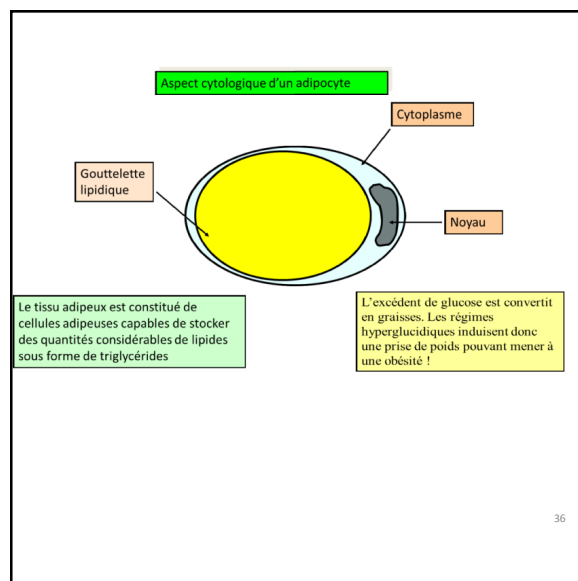 Aspect cytologique d'un adipocyte
Cytoplasme
Gouttelette
lipidique
Noyau
Le tissu adipeux est constitué de
cellules adipeuses capables de stocker
des quantités considérables de lipides
sous forme de triglycérides
L'excédent de glucose est convertit
en graisses. Les régimes
hyperglucidiques induisent donc
une prise de poids pouvant mener à
une obésité !
36